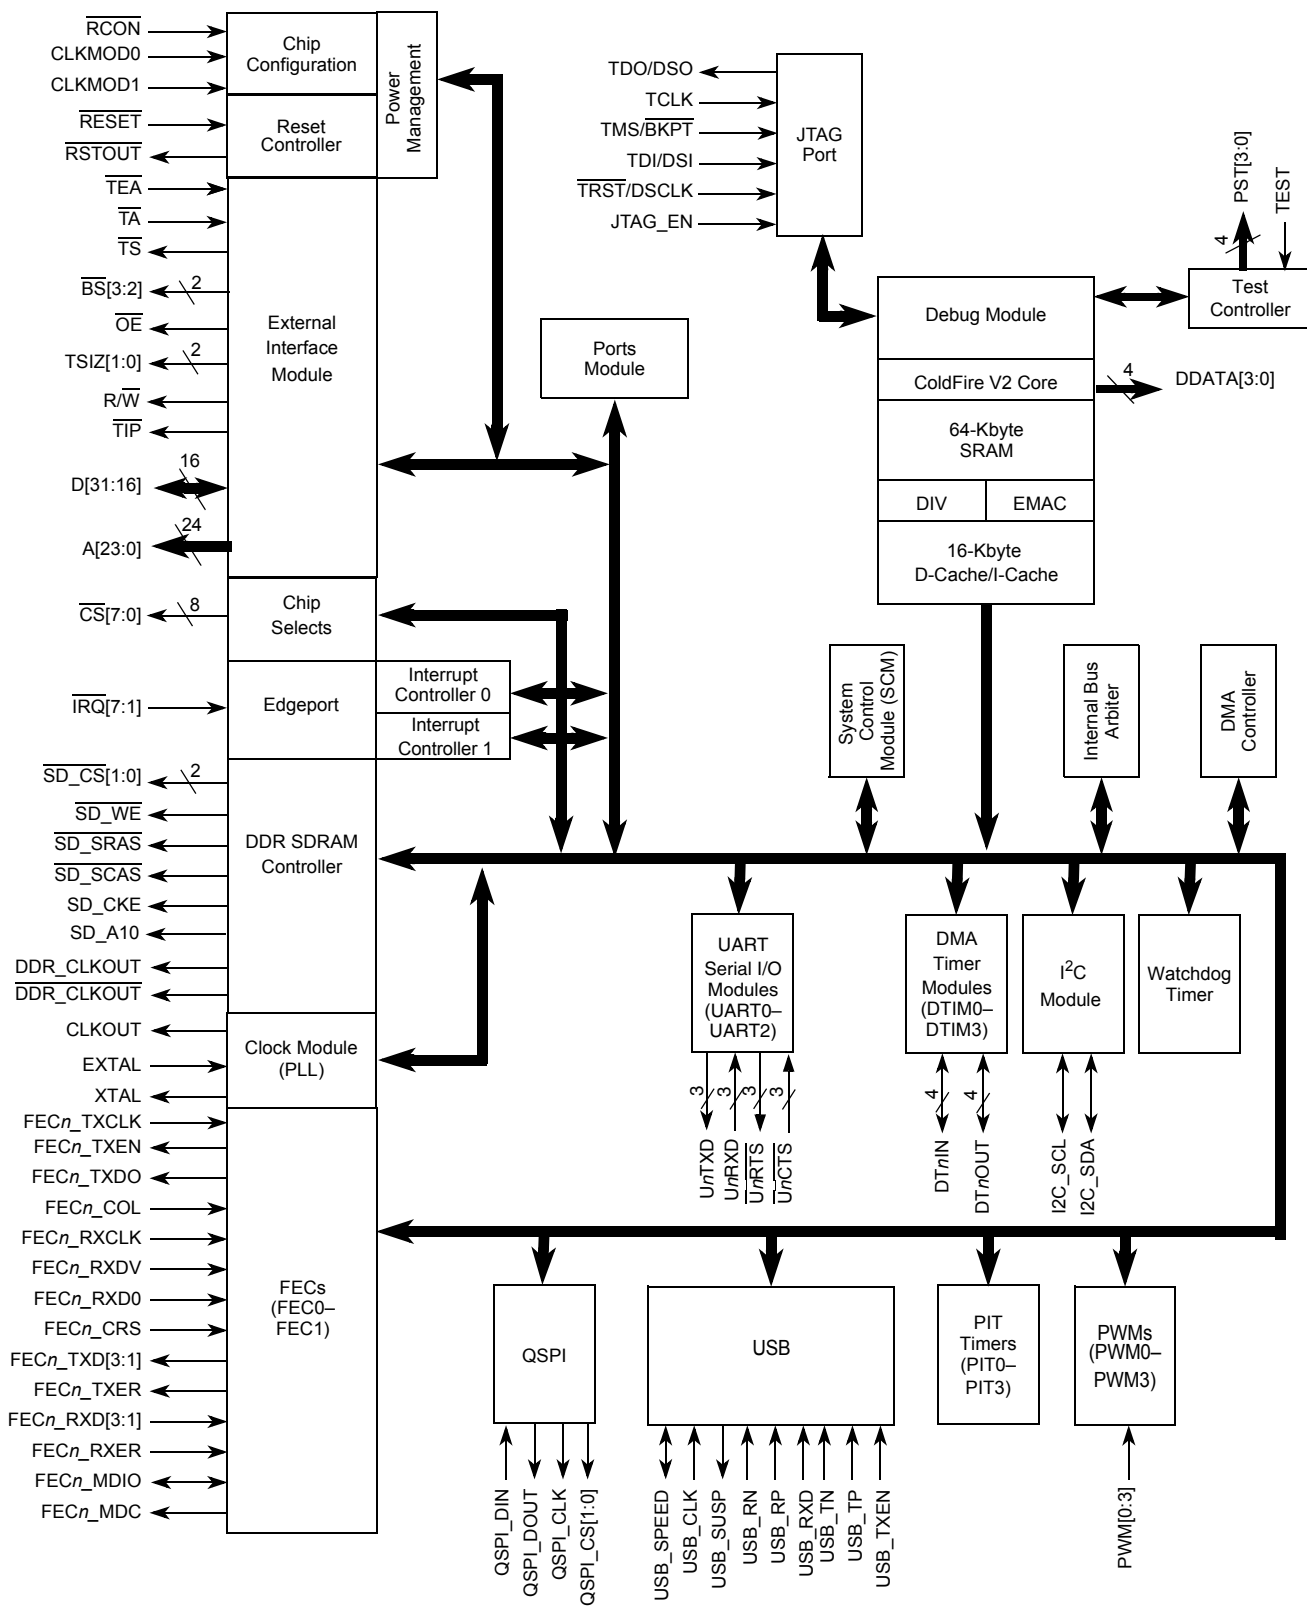 RCON
CLKMOD0
CLKMOD1
RESET
RSTOUT
TEA
TA
TS
BS[3:2]
2
OE
TSIZ[1:0]
2
R/W
TIP
16
D[31:16]
24
A[23:0]
CS[7:0]
8
IRQ[7:1]
SD_CS[1:0]
2
SD_WE
SD_SRAS
SD_SCAS
SD_CKE
SD_A10
DDR_CLKOUT
DDR_CLKOUT
CLKOUT
EXTAL
XTAL
FECn_TXCLK
FECn_TXEN
FECn_TXDO
FECn_COL
FECn_RXCLK
FECn_RXDV
FECn_RXD0
FECn_CRS
FECn_TXD[3:1]
FECn_TXER
FECn_RXD[3:1]
FECn_RXER
FECn_MDIO
FECn_MDC
Chip
Configuration
Power
Management
Reset
Controller
External
Interface
Module
Chip
Selects
Edgeport
Interrupt
Controller 0
Interrupt
Controller 1
DDR SDRAM
Controller
Clock Module
(PLL)
FECs
(FEC0–
FEC1)
TDO/DSO
TCLK
TMS/BKPT
TDI/DSI
TRST/DSCLK
JTAG_EN
JTAG
Port
Ports
Module
PST[3:0]
4
TEST
Test
Controller
Debug Module
ColdFire V2 Core
4
DDATA[3:0]
64-Kbyte
SRAM
DIV
EMAC
16-Kbyte
D-Cache/I-Cache
System
Control
Module (SCM)
Internal Bus
Arbiter
DMA
Controller
UART
Serial I/O
Modules
(UART0–
UART2)
3
3
3
3
UnTXD
UnRXD
UnRTS
UnCTS
DMA
Timer
Modules
(DTIM0–
DTIM3)
4
4
DTnIN
DTnOUT
I2C
Module
I2C_SCL
I2C_SDA
Watchdog
Timer
QSPI
QSPI_DIN
QSPI_DOUT
QSPI_CLK
QSPI_CS[1:0]
USB
USB_SPEED
USB_CLK
USB_SUSP
USB_RN
USB_RP
USB_RXD
USB_TN
USB_TP
USB_TXEN
PIT
Timers
(PIT0–
PIT3)
PWMs
(PWM0–
PWM3)
PWM[0:3]